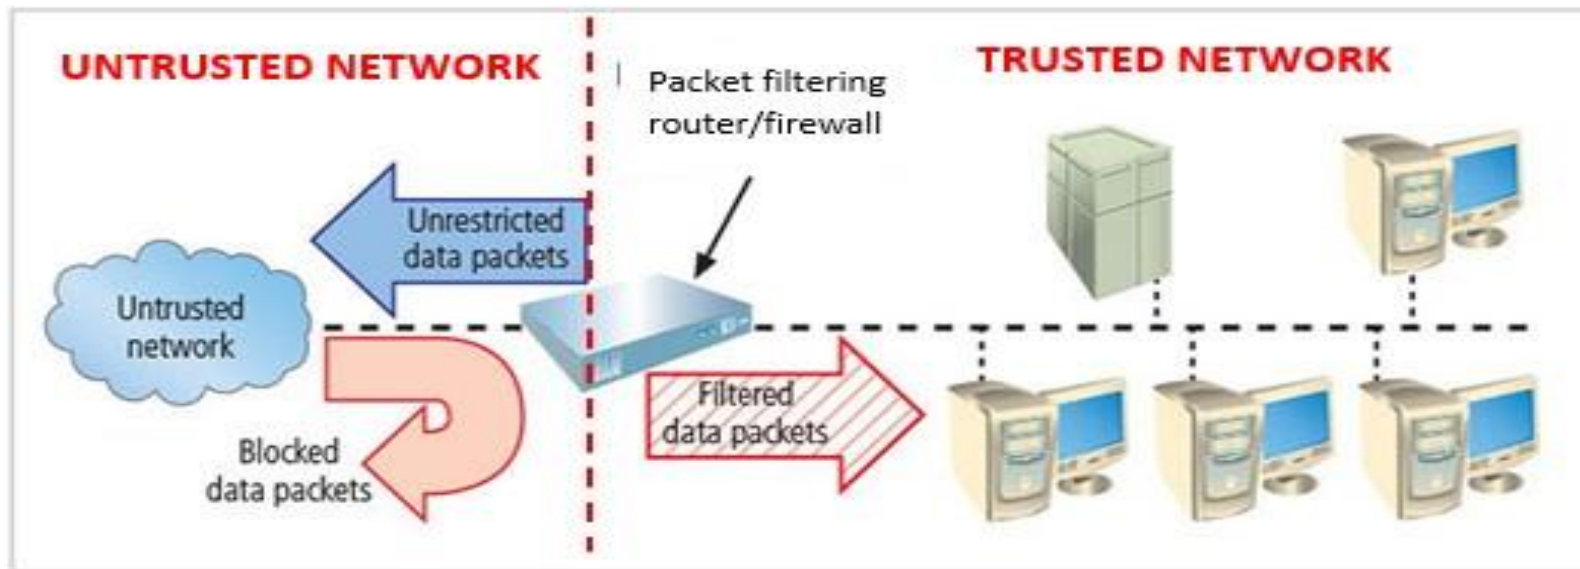 UNTRUSTED NETWORK
Packet filtering
router/firewall
TRUSTED NETWORK
Unrestricted
data packets
Untrusted
network
Filtered
data packets
Blocked
data packets